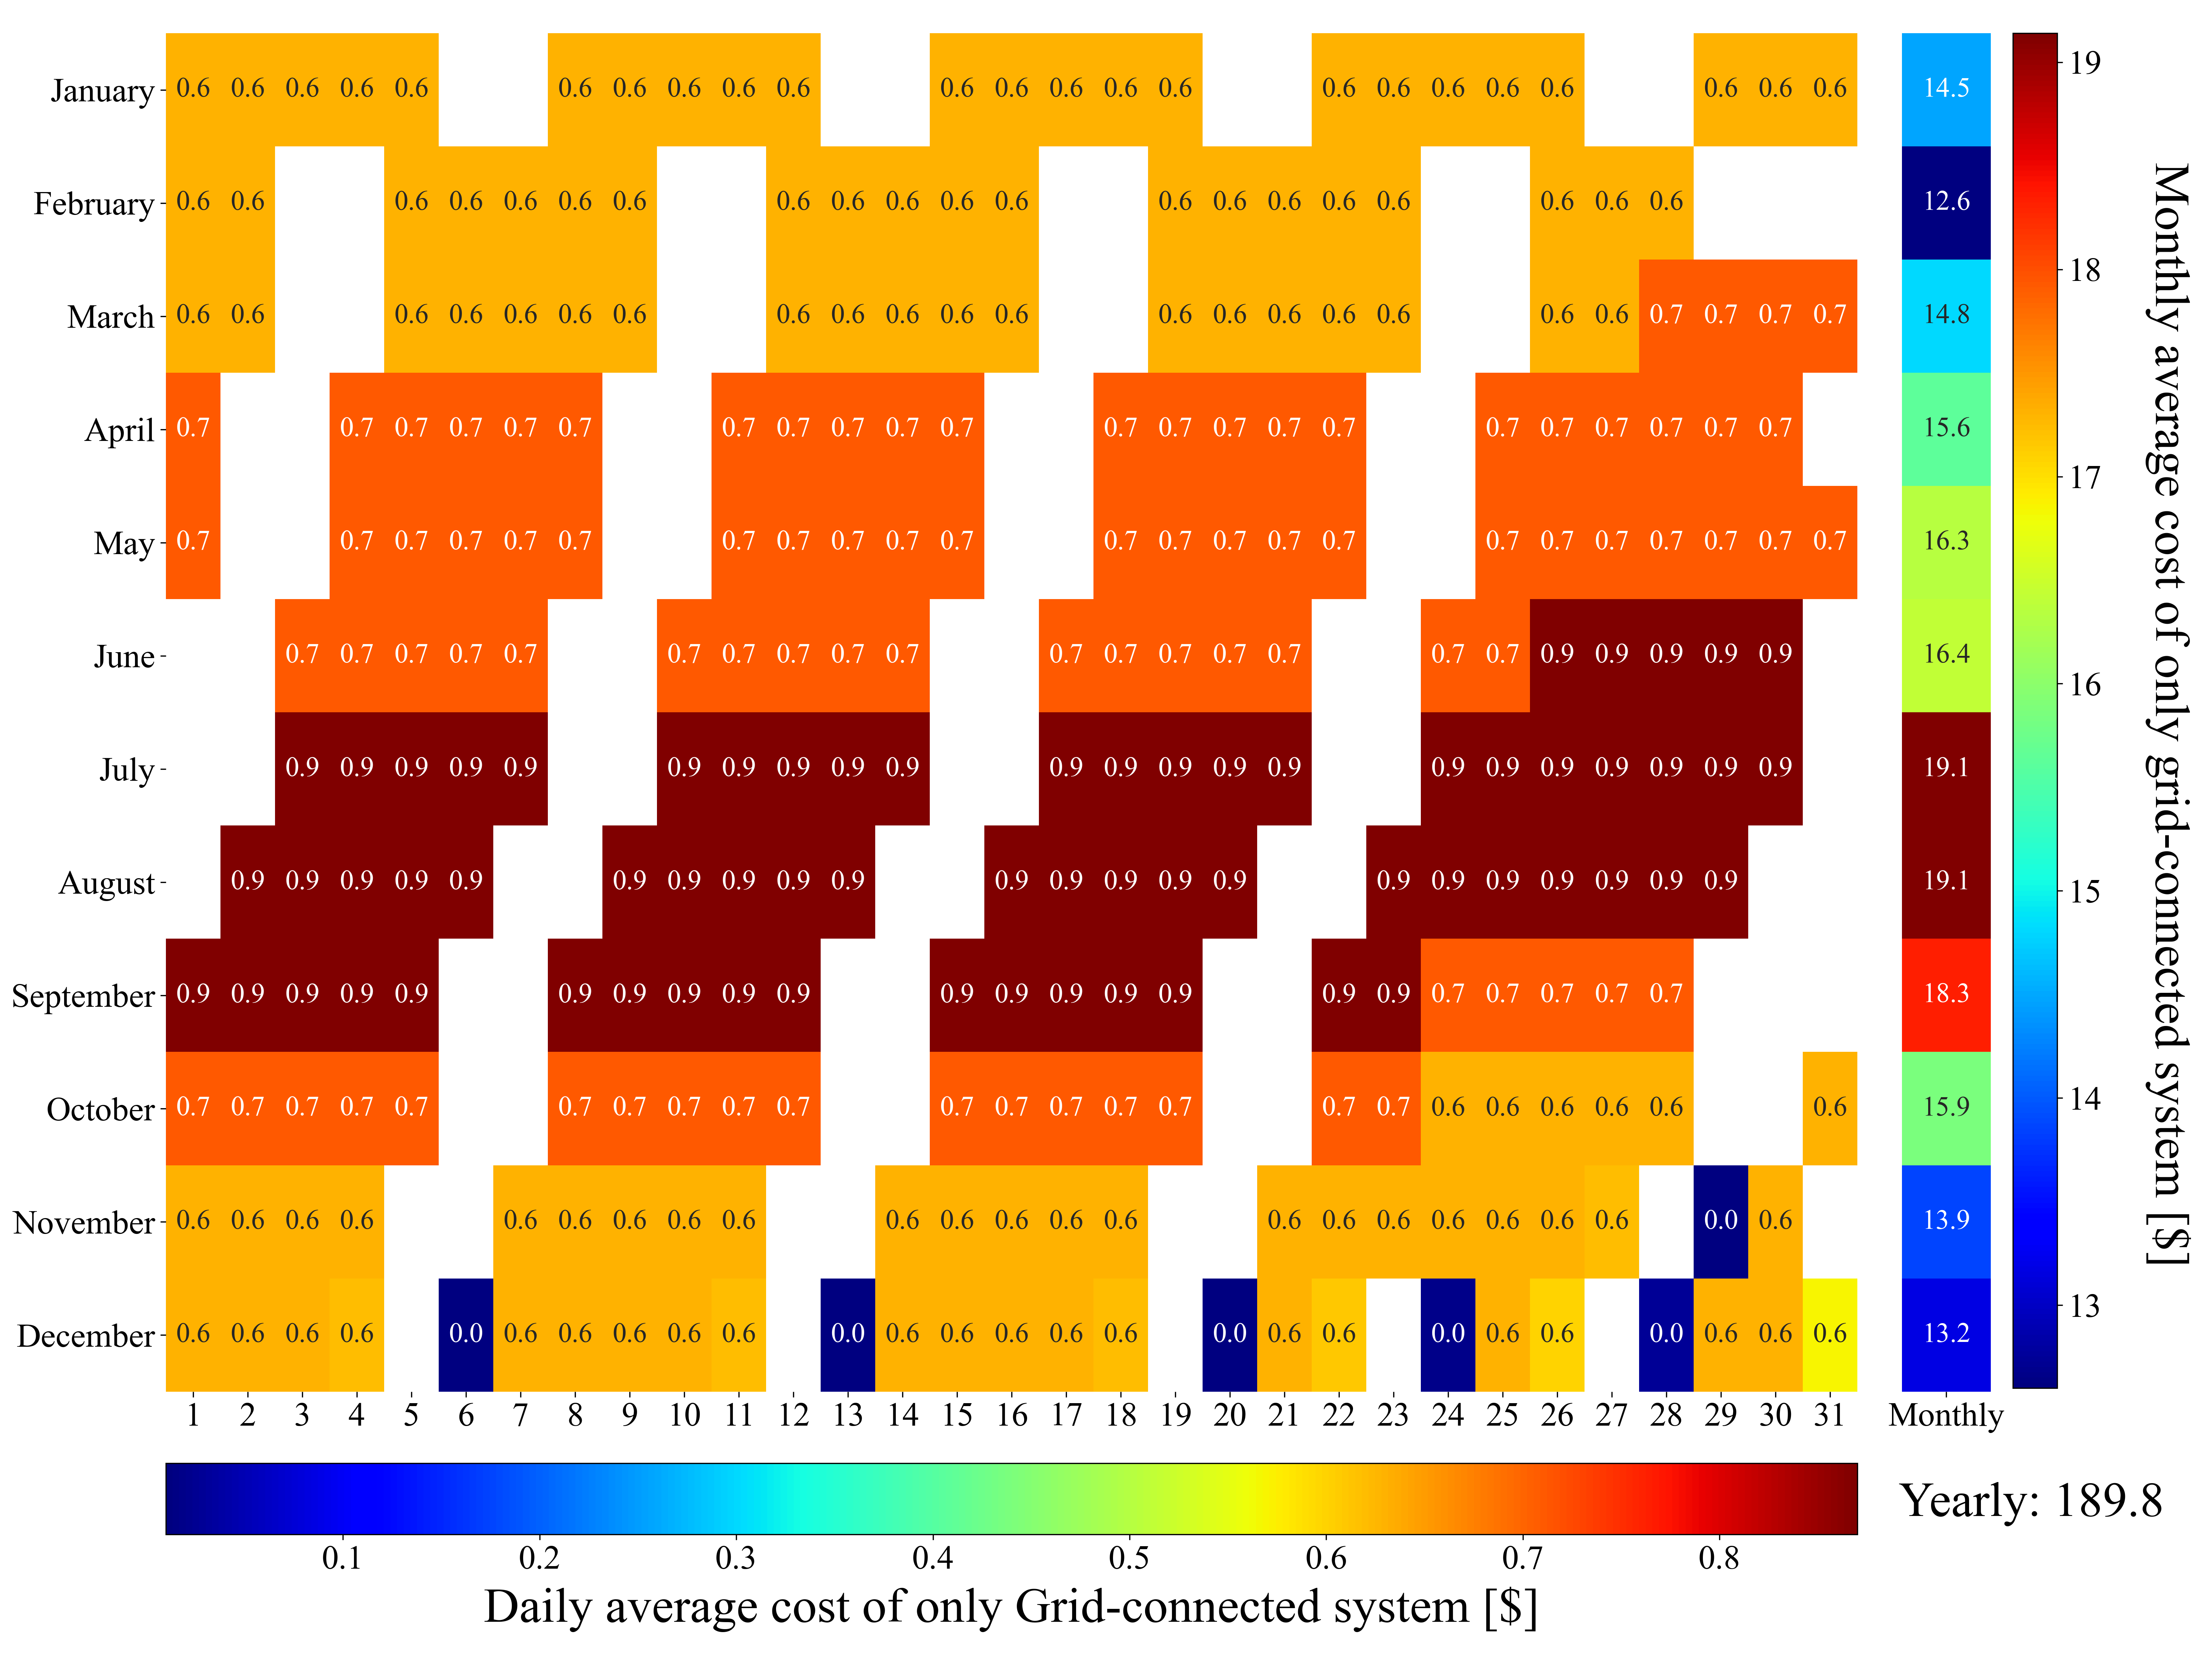 January 0.6 0.6 0.6 0.6 0.6 0.6 0.6 0.6 0.6 0.6 0.6 0.6 0.6 0.6 0.6 0.6 0.6 0.6 0.6 0.6 0.6 0.6 0.6 14.5
February 0.6 0.6 0.6 0.6 0.6 0.6 0.6 0.6 0.6 0.6 0.6 0.6 0.6 0.6 0.6 0.6 0.6 0.6 0.6 0.6 12.6
March 0.6 0.6 0.6 0.6 0.6 0.6 0.6 0.6 0.6 0.6 0.6 0.6 0.6 0.6 0.6 0.6 0.6 0.6 0.6 0.7 0.7 0.7 0.7 14.8
April 0.7 0.7 0.7 0.7 0.7 0.7 0.7 0.7 0.7 0.7 0.7 0.7 0.7 0.7 0.7 0.7 0.7 0.7 0.7 0.7 0.7 0.7 15.6
May 0.7 0.7 0.7 0.7 0.7 0.7 0.7 0.7 0.7 0.7 0.7 0.7 0.7 0.7 0.7 0.7 0.7 0.7 0.7 0.7 0.7 0.7 0.7 16.3
June 0.7 0.7 0.7 0.7 0.7 0.7 0.7 0.7 0.7 0.7 0.7 0.7 0.7 0.7 0.7 0.7 0.7 0.9 0.9 0.9 0.9 0.9 16.4
July 0.9 0.9 0.9 0.9 0.9 0.9 0.9 0.9 0.9 0.9 0.9 0.9 0.9 0.9 0.9 0.9 0.9 0.9 0.9 0.9 0.9 0.9 19.1
August 0.9 0.9 0.9 0.9 0.9 0.9 0.9 0.9 0.9 0.9 0.9 0.9 0.9 0.9 0.9 0.9 0.9 0.9 0.9 0.9 0.9 0.9 19.1
September 0.9 0.9 0.9 0.9 0.9 0.9 0.9 0.9 0.9 0.9 0.9 0.9 0.9 0.9 0.9 0.9 0.9 0.7 0.7 0.7 0.7 0.7 18.3
October 0.7 0.7 0.7 0.7 0.7 0.7 0.7 0.7 0.7 0.7 0.7 0.7 0.7 0.7 0.7 0.7 0.7 0.6 0.6 0.6 0.6 0.6 0.6 15.9
November 0.6 0.6 0.6 0.6 0.6 0.6 0.6 0.6 0.6 0.6 0.6 0.6 0.6 0.6 0.6 0.6 0.6 0.6 0.6 0.6 0.6 0.0 0.6 13.9
December 0.6 0.6 0.6 0.6 0.0 0.6 0.6 0.6 0.6 0.6 0.0 0.6 0.6 0.6 0.6 0.6 0.0 0.6 0.6 0.0 0.6 0.6 0.0 0.6 0.6 0.6 13.2
1 2 3 4 5 6 7 8 9 10 11 12 13 14 15 16 17 18 19 20 21 22 23 24 25 26 27 28 29 30 31 Monthly
19
18
17
16
15
14
13
Monthly average cost of only grid-connected system [$]
0.1 0.2 0.3 0.4 0.5 0.6 0.7 0.8
Daily average cost of only Grid-connected system [$]
Yearly: 189.8